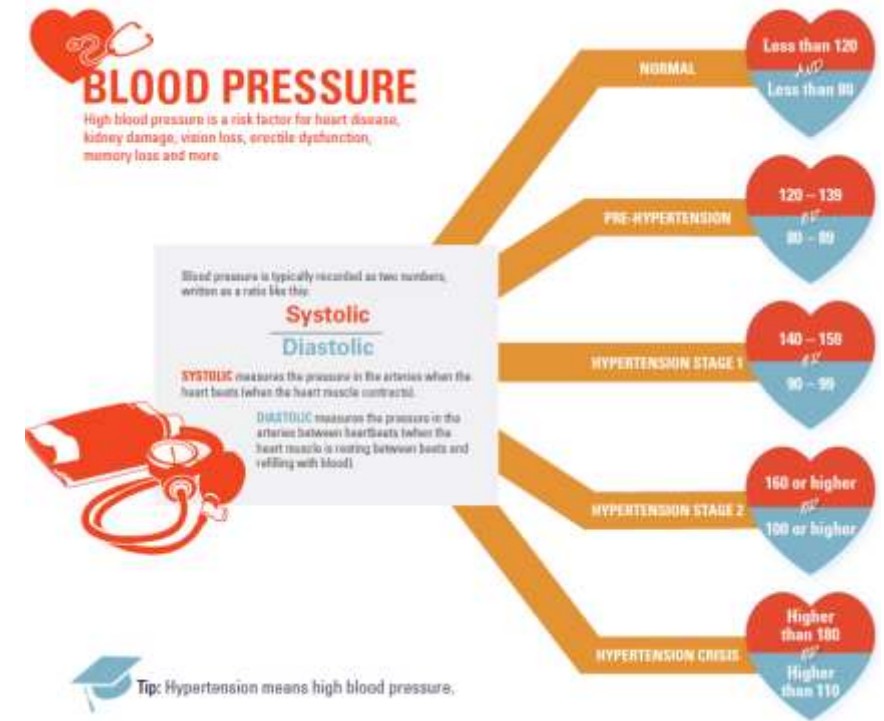 BLOOD PRESSURE
High blood pressure is a risk factor for heart disease,
kidney damage, vision loss, erectile dysfunction,
memory loss and more
Blood pressure is typically recorded as two numbers,
written as a ratio like this:
Systolic
Diastolic
SYSTOLIC measures the pressure in the arteries when the
heart beats (when the heart muscle contracts).
DIASTOLIC measures the pressure in the
arteries between heartbeats (when the
heart muscle is resting between beats and
refilling with blood).
NORMAL
Less than 120
AND
Less than 80
PRE-HYPERTENSION
120 – 139
or
80 – 89
HYPERTENSION STAGE 1
140 – 159
or
90 – 99
HYPERTENSION STAGE 2
160 or higher
or
100 or higher
HYPERTENSION CRISIS
Higher
than 180
or
Higher
than 110
Tip: Hypertension means high blood pressure.